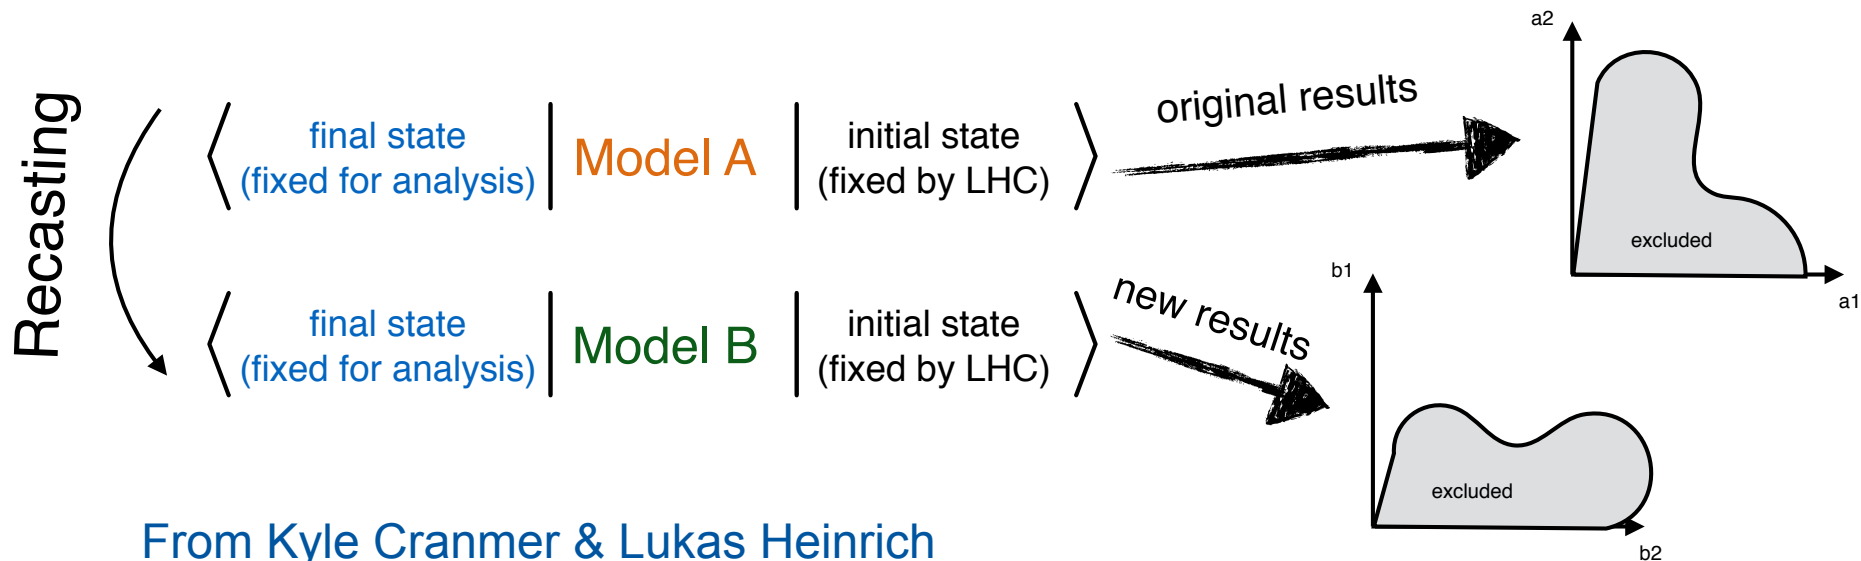 Recasting
final state
(fixed for analysis)
Model A
initial state
(fixed by LHC)
original results
a2
excluded
a1
final state
(fixed for analysis)
Model B
initial state
(fixed by LHC)
new results
b1
excluded
b2
From Kyle Cranmer & Lukas Heinrich